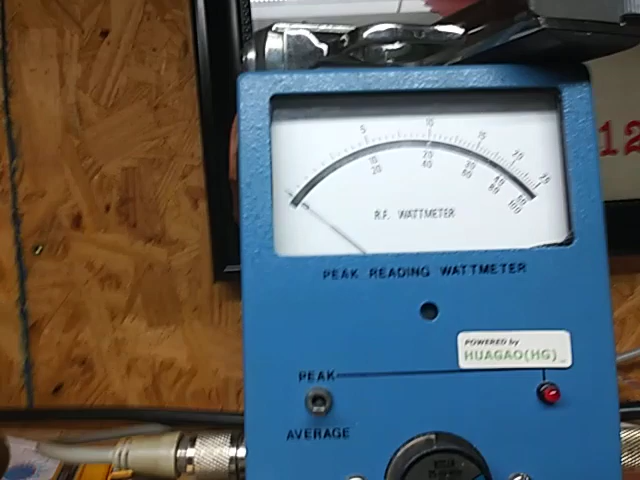 5 10 15 20 25
10 20 30 40 50
20 40 60 80 100
R.F. WATTMETER
PEAK READING WATTMETER
POWERED by
HUAGAO(HG)
PEAK
AVERAGE
12